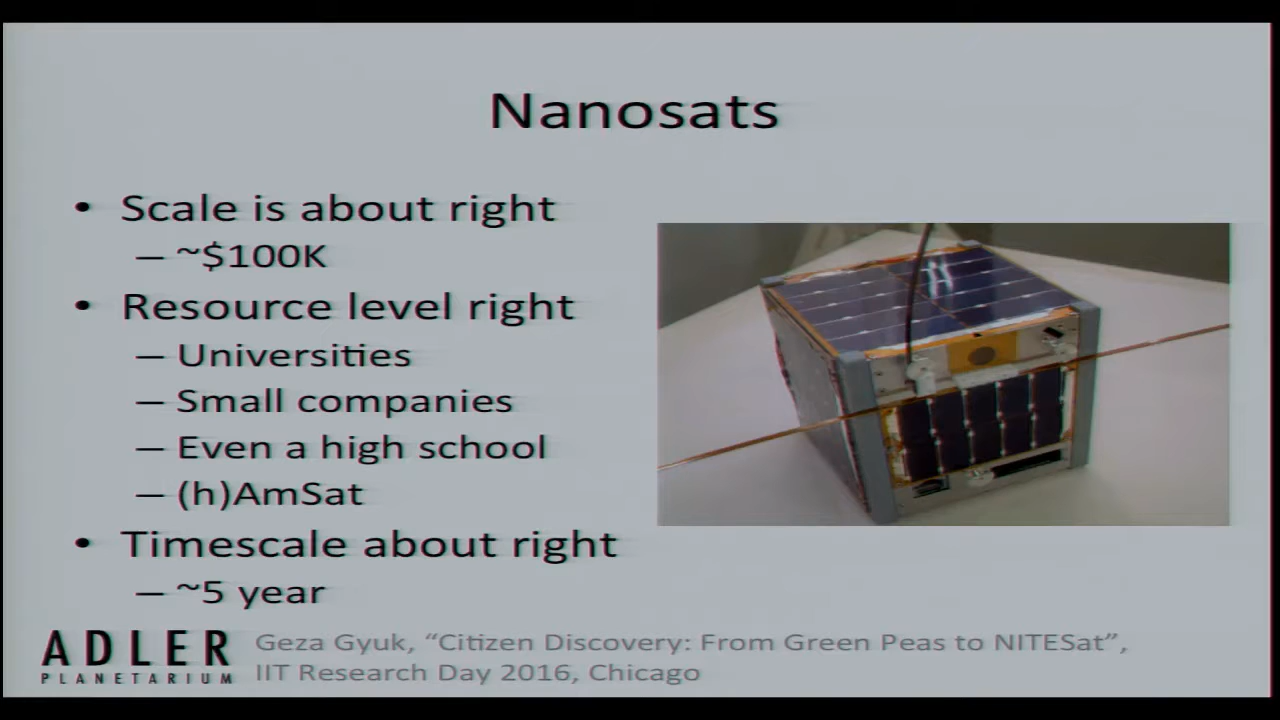 Nanosats
• Scale is about right
– ~$100K
• Resource level right
– Universities
– Small companies
– Even a high school
– (h)AmSat
• Timescale about right
– ~5 year
ADLER
PLANETARIUM
Geza Gyuk, “Citizen Discovery: From Green Peas to NITESat”,
IIT Research Day 2016, Chicago